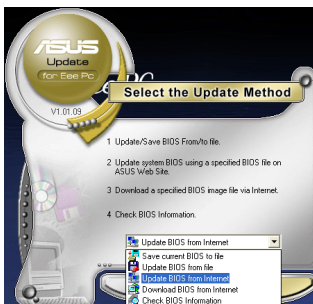 ASUS
Update
for Eee Pc
Select the Update Method
V1.01.09
1 Update/Save BIOS From/to file.
2 Update system BIOS using a specified BIOS file on
ASUS Web Site.
3 Download a specified BIOS image file via Internet.
4 Check BIOS Information.
Update BIOS from Internet
Save current BIOS to file
Update BIOS from file
Update BIOS from Internet
Download BIOS from Internet
Check BIOS Information